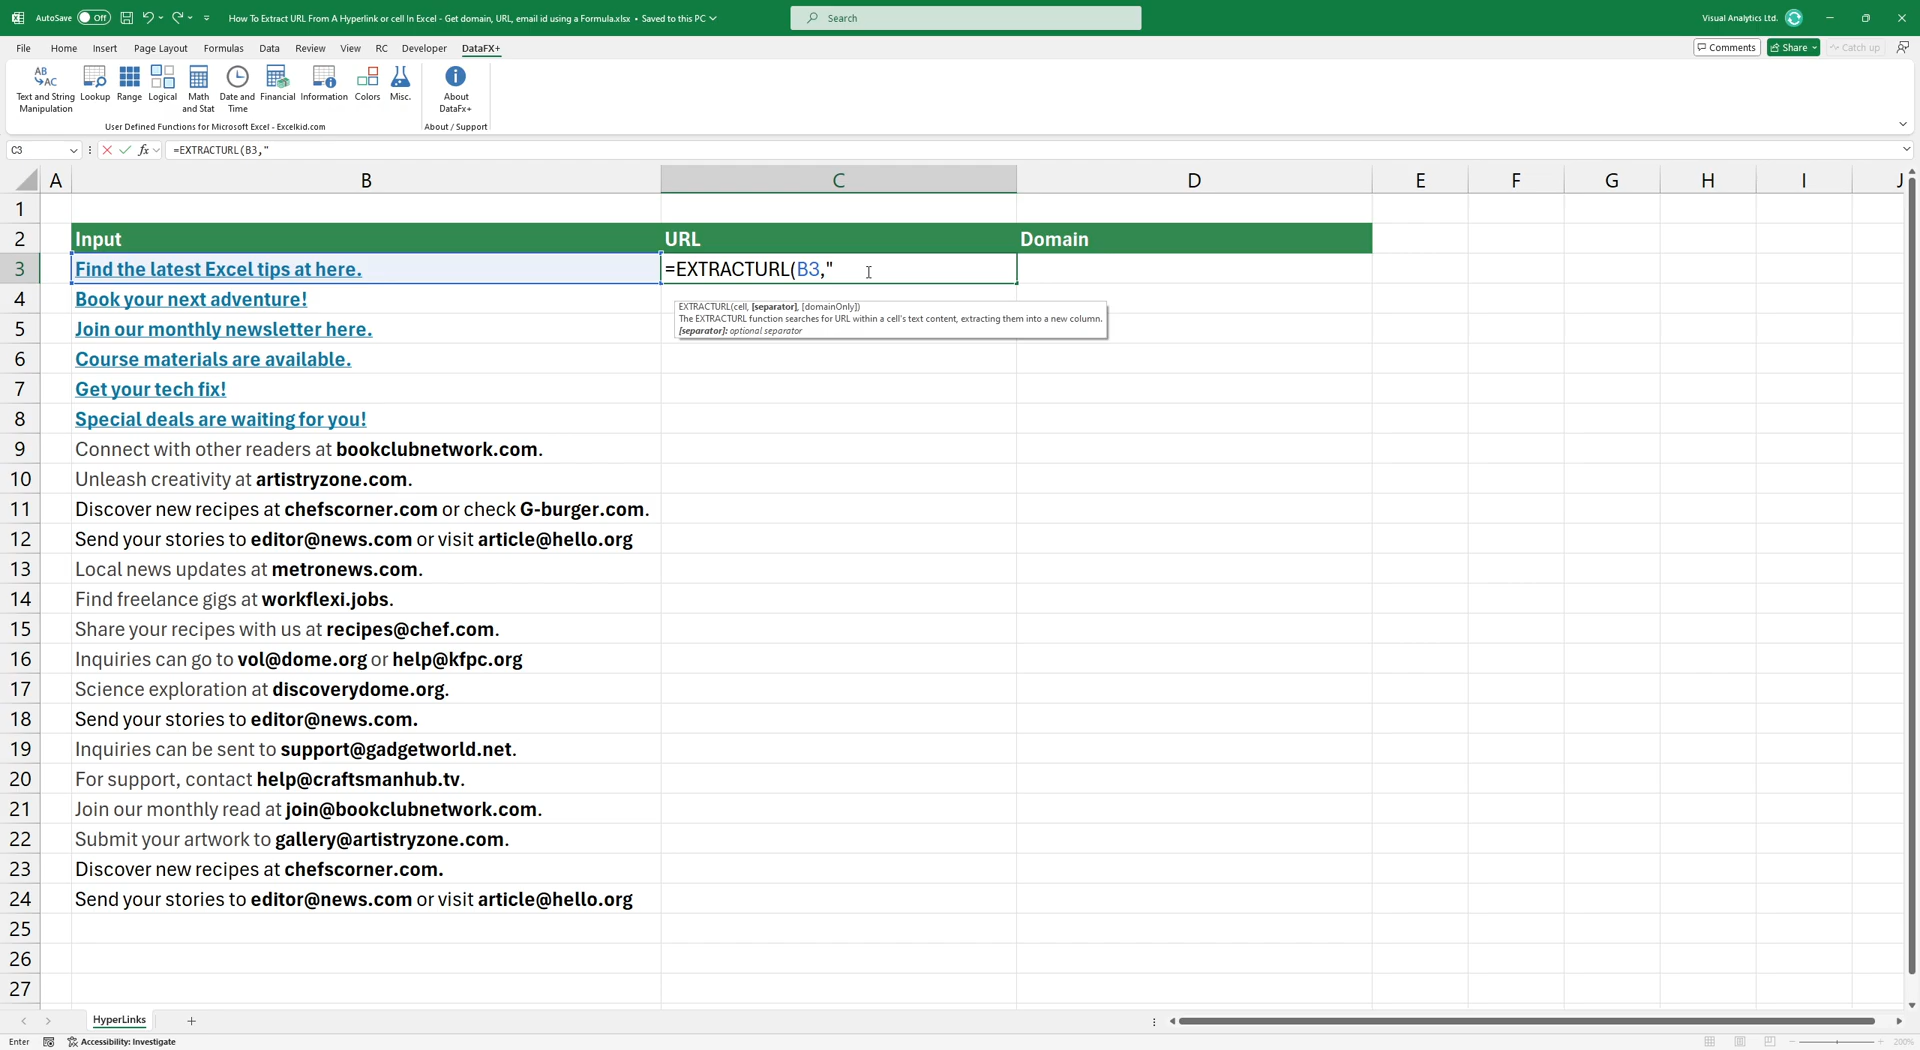 AutoSave Off How To Extract URL From A Hyperlink or cell In Excel - Get domain, URL, email id using a Formula.xlsx • Saved to this PC Search Visual Analytics Ltd.
File Home Insert Page Layout Formulas Data Review View RC Developer DataFX+ Comments Share Catch up
Text and String Manipulation Lookup Range Logical Math and Stat Date and Time Financial Information Colors Misc. About DataFx+
User Defined Functions for Microsoft Excel - Excelkid.com About / Support
C3 fx =EXTRACTURL(B3,"
A B C D E F G H I J
1
2 Input URL Domain
3 Find the latest Excel tips at here. =EXTRACTURL(B3,"
4 Book your next adventure!
EXTRACTURL(cell, [separator], [domainOnly])
The EXTRACTURL function searches for URL within a cell's text content, extracting them into a new column.
[separator]: optional separator
5 Join our monthly newsletter here.
6 Course materials are available.
7 Get your tech fix!
8 Special deals are waiting for you!
9 Connect with other readers at bookclubnetwork.com.
10 Unleash creativity at artistryzone.com.
11 Discover new recipes at chefscorner.com or check G-burger.com.
12 Send your stories to editor@news.com or visit article@hello.org
13 Local news updates at metronews.com.
14 Find freelance gigs at workflexi.jobs.
15 Share your recipes with us at recipes@chef.com.
16 Inquiries can go to vol@dome.org or help@kfpc.org
17 Science exploration at discoverydome.org.
18 Send your stories to editor@news.com.
19 Inquiries can be sent to support@gadgetworld.net.
20 For support, contact help@craftsmanhub.tv.
21 Join our monthly read at join@bookclubnetwork.com.
22 Submit your artwork to gallery@artistryzone.com.
23 Discover new recipes at chefscorner.com.
24 Send your stories to editor@news.com or visit article@hello.org
25
26
27
HyperLinks
Enter Accessibility: Investigate 200%